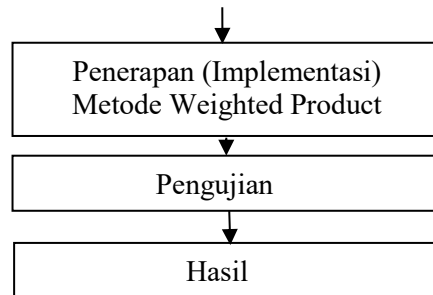 Penerapan (Implementasi)
Metode Weighted Product
Pengujian
Hasil